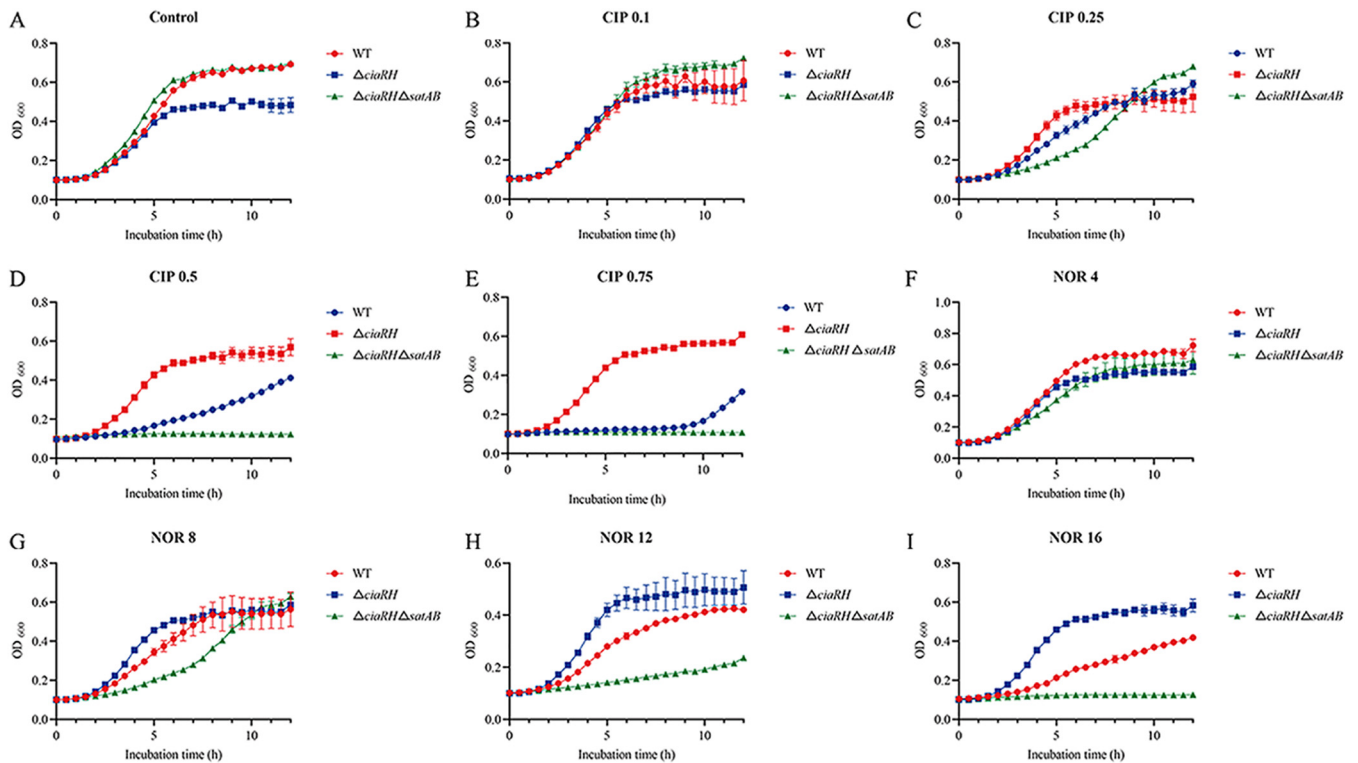 A
Control
0.8
0.6
0.4
0.2
0.0
OD 600
0
5
10
Incubation time (h)
WT
ΔciaRH
ΔciaRHΔsatAB
B
CIP 0.1
0.8
0.6
0.4
0.2
0.0
OD 600
0
5
10
Incubation time (h)
WT
ΔciaRH
ΔciaRHΔsatAB
C
CIP 0.25
0.8
0.6
0.4
0.2
0.0
OD 600
0
5
10
Incubation time (h)
WT
ΔciaRH
ΔciaRHΔsatAB
D
CIP 0.5
0.8
0.6
0.4
0.2
0.0
OD 600
0
5
10
Incubation time (h)
WT
ΔciaRH
ΔciaRHΔsatAB
E
CIP 0.75
0.8
0.6
0.4
0.2
0.0
OD 600
0
5
10
Incubation time (h)
WT
ΔciaRH
ΔciaRH ΔsatAB
F
NOR 4
1.0
0.8
0.6
0.4
0.2
0.0
OD 600
0
5
10
Incubation time (h)
WT
ΔciaRH
ΔciaRHΔsatAB
G
NOR 8
0.8
0.6
0.4
0.2
0.0
OD 600
0
5
10
Incubation time (h)
WT
ΔciaRH
ΔciaRHΔsatAB
H
NOR 12
0.6
0.4
0.2
0.0
OD 600
0
5
10
Incubation time (h)
WT
ΔciaRH
ΔciaRHΔsatAB
I
NOR 16
0.8
0.6
0.4
0.2
0.0
OD 600
0
5
10
Incubation time (h)
WT
ΔciaRH
ΔciaRHΔsatAB